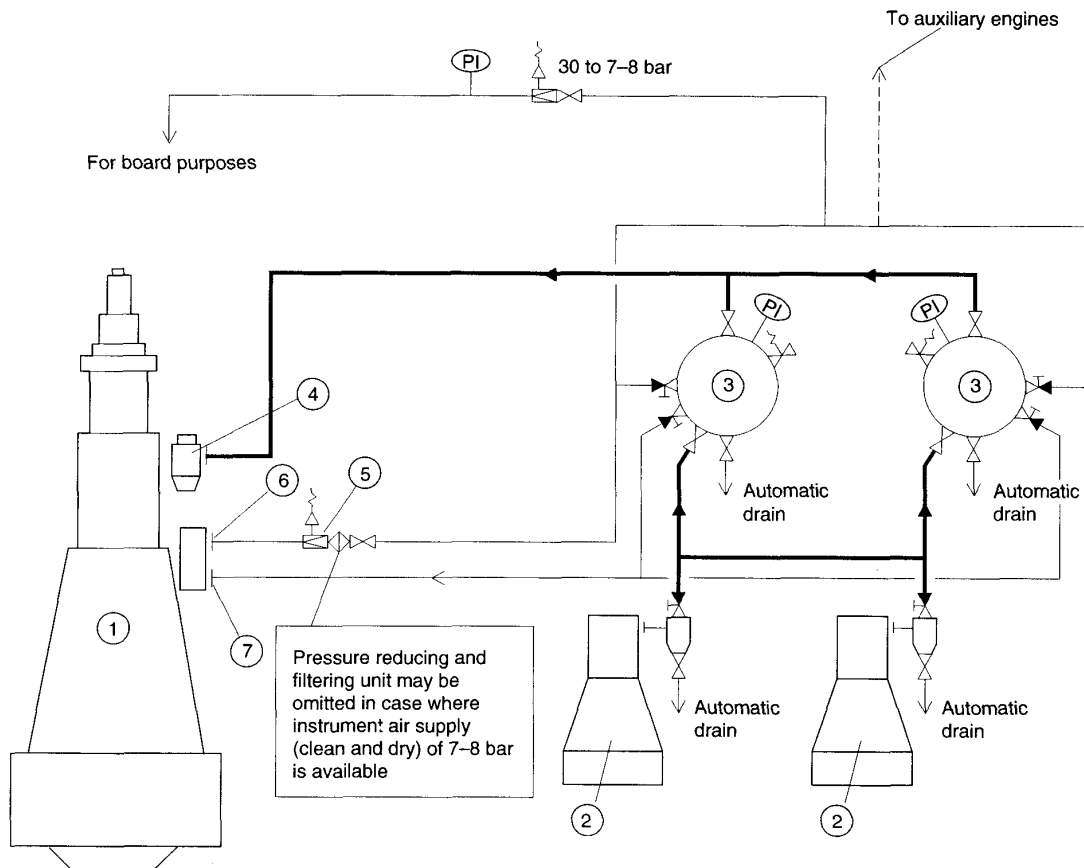 To auxiliary engines
PI
30 to 7–8 bar
For board purposes
PI
PI
4
3
3
6
5
Automatic
drain
Automatic
drain
1
7
Pressure reducing and
filtering unit may be
omitted in case where
instrument air supply
(clean and dry) of 7–8 bar
is available
Automatic
drain
Automatic
drain
2
2